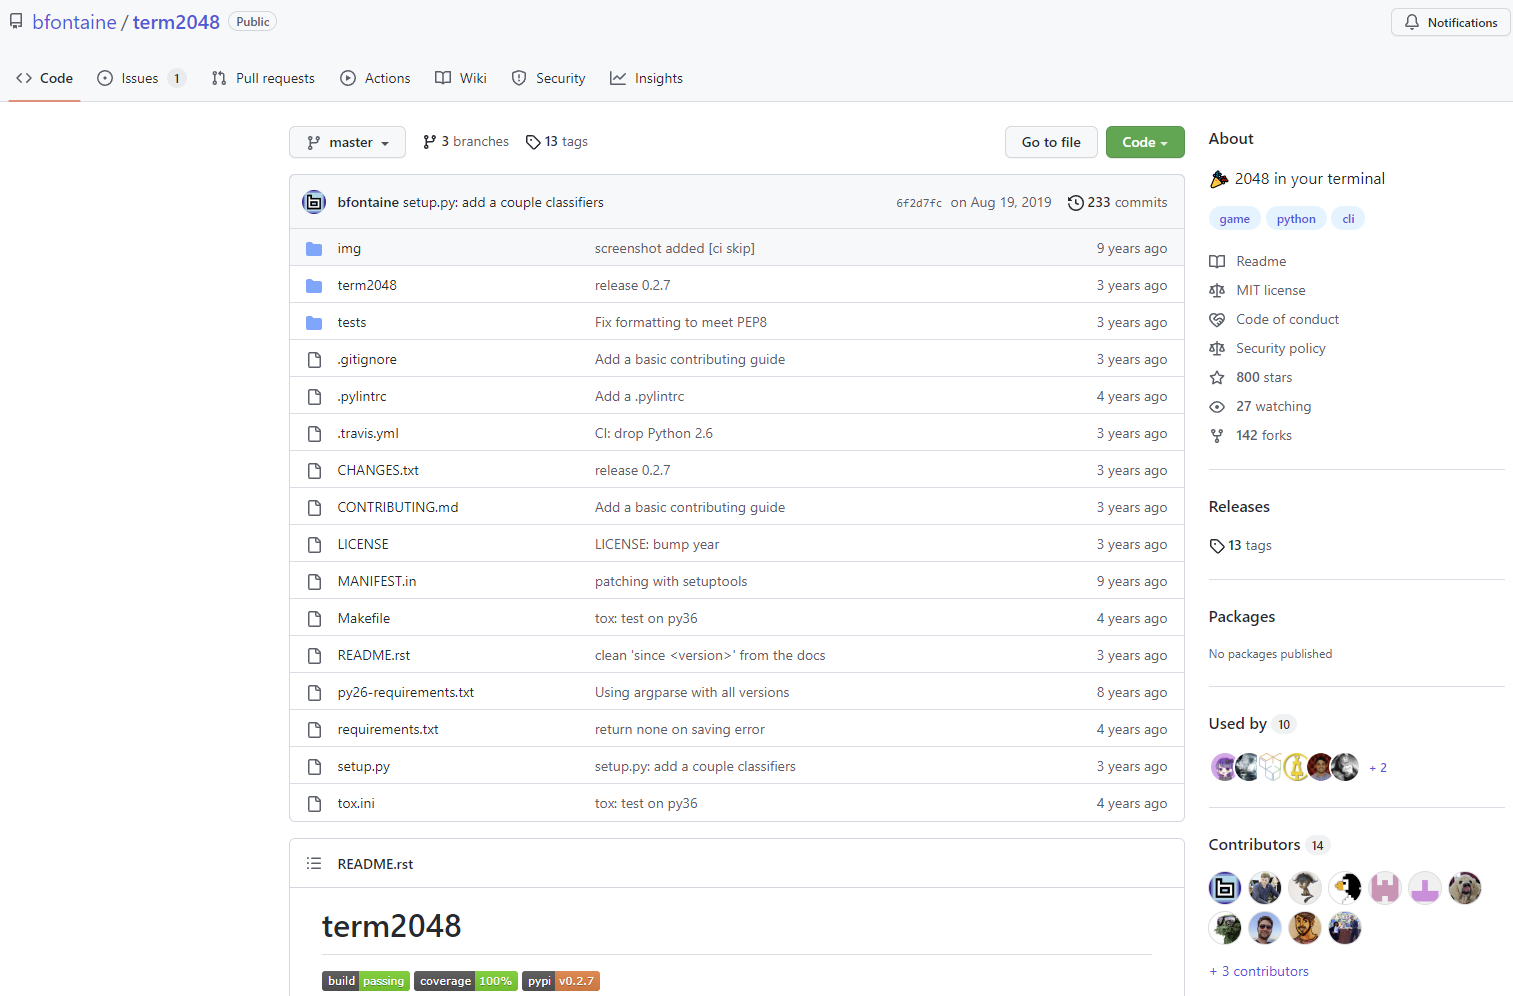 bfontaine / term2048 Public
Notifications
Code Issues 1 Pull requests Actions Wiki Security Insights
master 3 branches 13 tags Go to file Code
bfontaine setup.py: add a couple classifiers 6f2d7fc on Aug 19, 2019 233 commits
img screenshot added [ci skip] 9 years ago
term2048 release 0.2.7 3 years ago
tests Fix formatting to meet PEP8 3 years ago
.gitignore Add a basic contributing guide 3 years ago
.pylintrc Add a .pylintrc 4 years ago
.travis.yml CI: drop Python 2.6 3 years ago
CHANGES.txt release 0.2.7 3 years ago
CONTRIBUTING.md Add a basic contributing guide 3 years ago
LICENSE LICENSE: bump year 3 years ago
MANIFEST.in patching with setuptools 9 years ago
Makefile tox: test on py36 4 years ago
README.rst clean 'since <version>' from the docs 3 years ago
py26-requirements.txt Using argparse with all versions 8 years ago
requirements.txt return none on saving error 4 years ago
setup.py setup.py: add a couple classifiers 3 years ago
tox.ini tox: test on py36 4 years ago
README.rst
term2048
build passing coverage 100% pypi v0.2.7
About
2048 in your terminal
game python cli
Readme
MIT license
Code of conduct
Security policy
800 stars
27 watching
142 forks
Releases
13 tags
Packages
No packages published
Used by 10
+ 2
Contributors 14
+ 3 contributors